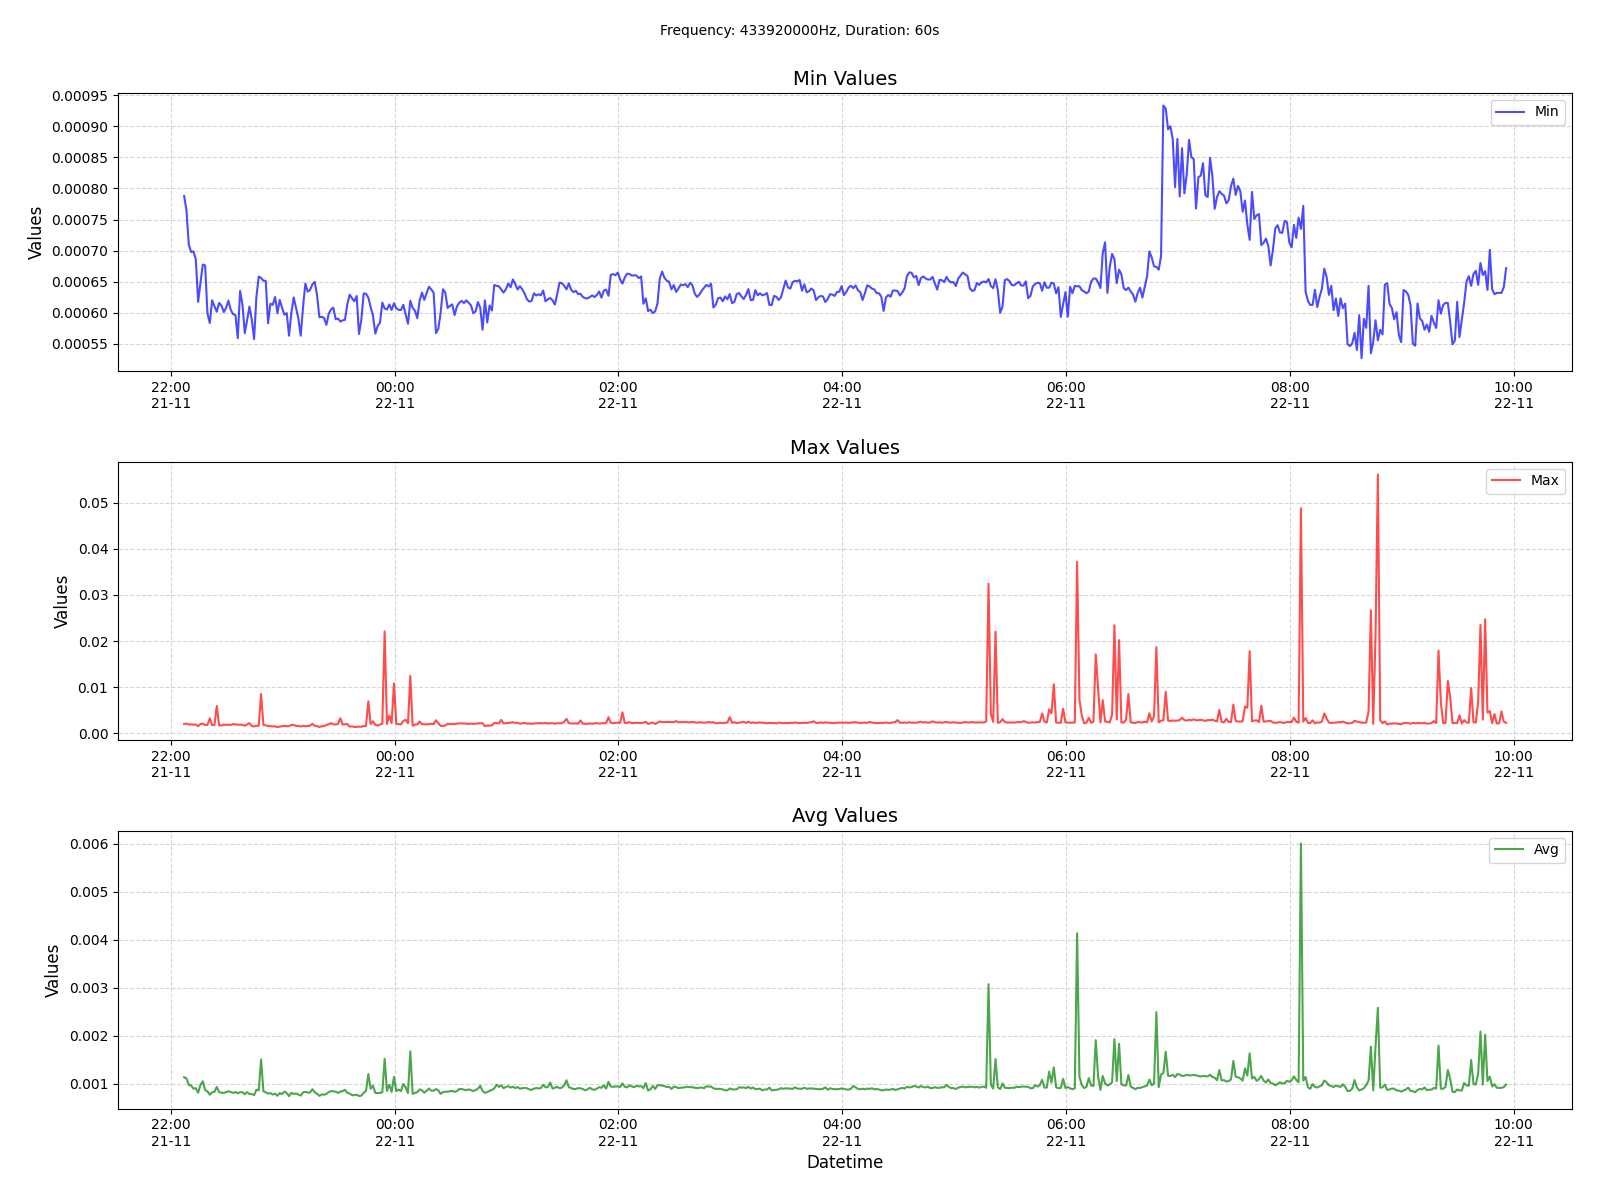 Frequency: 433920000Hz, Duration: 60s
Min Values
Values
0.00095
0.00090
0.00085
0.00080
0.00075
0.00070
0.00065
0.00060
0.00055
Min
22:00 00:00 02:00 04:00 06:00 08:00 10:00
21-11 22-11 22-11 22-11 22-11 22-11 22-11
Max Values
Values
0.05
0.04
0.03
0.02
0.01
0.00
Max
22:00 00:00 02:00 04:00 06:00 08:00 10:00
21-11 22-11 22-11 22-11 22-11 22-11 22-11
Avg Values
Values
0.006
0.005
0.004
0.003
0.002
0.001
Avg
22:00 00:00 02:00 04:00 06:00 08:00 10:00
21-11 22-11 22-11 22-11 22-11 22-11 22-11
Datetime